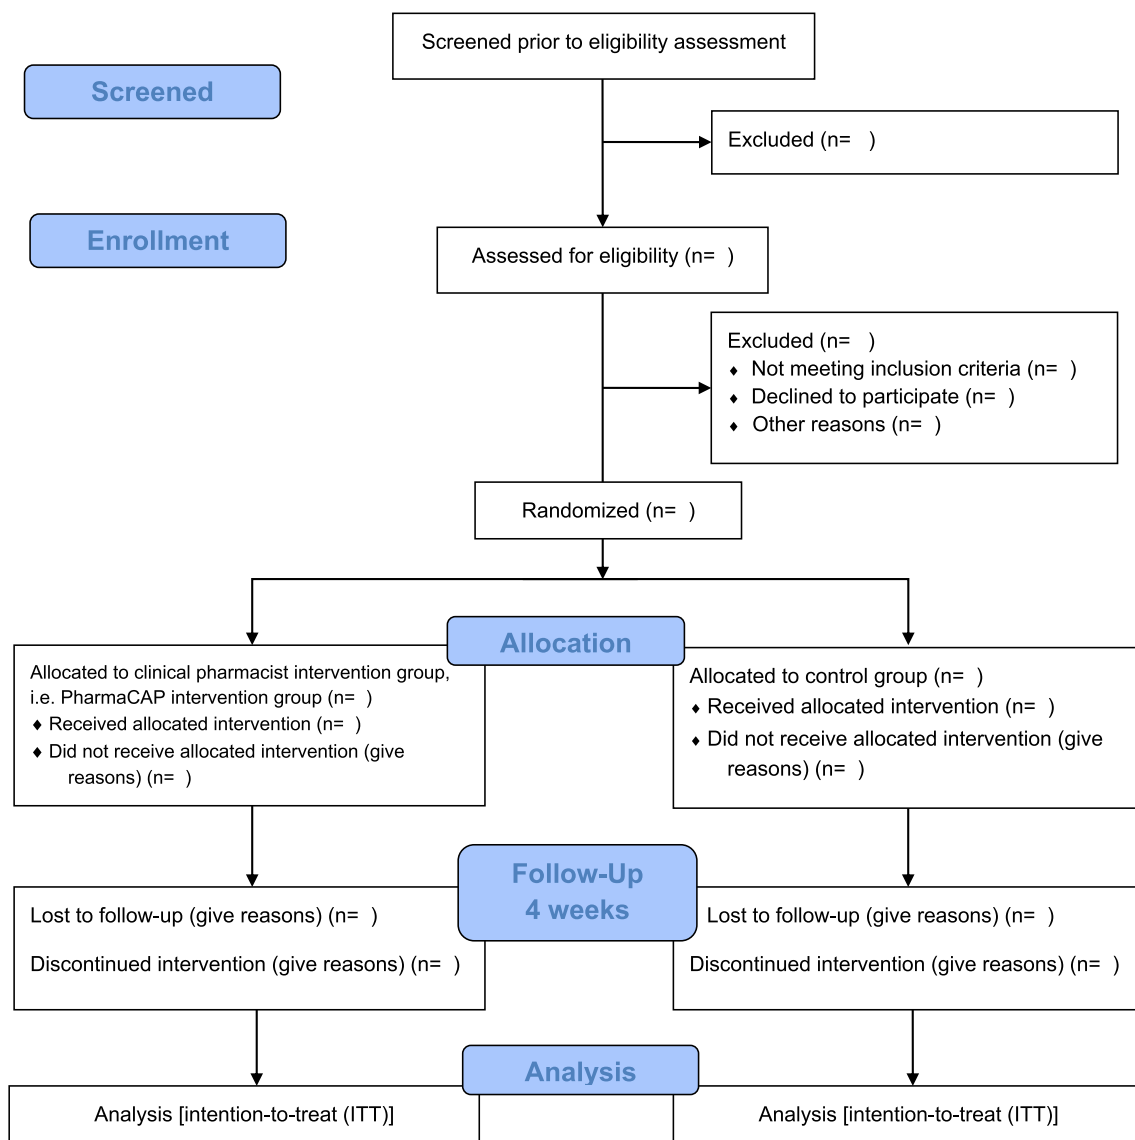 Screened prior to eligibility assessment
Screened
Excluded (n=   )
Enrollment
Assessed for eligibility (n=   )
Excluded (n=   )
♦ Not meeting inclusion criteria (n=   )
♦ Declined to participate (n=   )
♦ Other reasons (n=   )
Randomized (n=   )
Allocation
Allocated to clinical pharmacist intervention group,
i.e. PharmaCAP intervention group (n=   )
♦ Received allocated intervention (n=   )
♦ Did not receive allocated intervention (give
reasons) (n=   )
Allocated to control group (n=   )
♦ Received allocated intervention (n=   )
♦ Did not receive allocated intervention (give
reasons) (n=   )
Follow-Up
4 weeks
Lost to follow-up (give reasons) (n=   )
Discontinued intervention (give reasons) (n=   )
Lost to follow-up (give reasons) (n=   )
Discontinued intervention (give reasons) (n=   )
Analysis
Analysis [intention-to-treat (ITT)]
Analysis [intention-to-treat (ITT)]